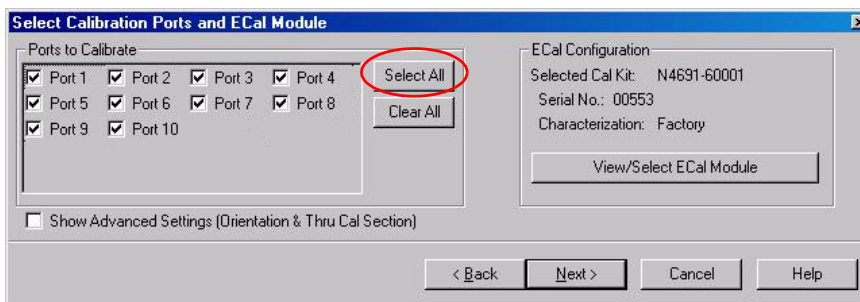 Select Calibration Ports and ECal Module
Ports to Calibrate
Port 1 Port 2 Port 3 Port 4
Port 5 Port 6 Port 7 Port 8
Port 9 Port 10
Select All
Clear All
ECal Configuration
Selected Cal Kit: N4691-60001
Serial No.: 00553
Characterization: Factory
View/Select ECal Module
Show Advanced Settings (Orientation & Thru Cal Section)
< Back Next > Cancel Help